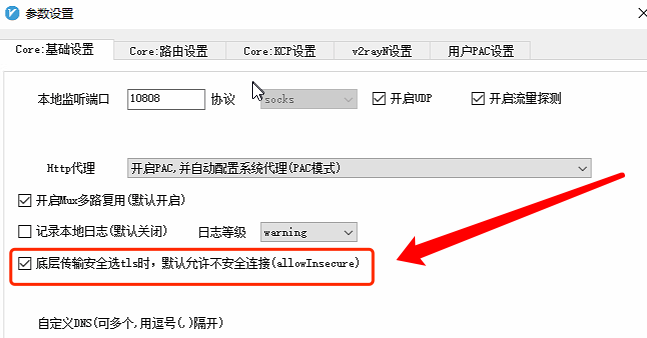 参数设置
Core:基础设置 Core:路由设置 Core:KCP设置 v2rayN设置 用户PAC设置
本地监听端口 10808 协议 socks 开启UDP 开启流量探测
Http代理 开启PAC,并自动配置系统代理(PAC模式)
开启Mux多路复用(默认开启)
记录本地日志(默认关闭) 日志等级 warning
底层传输安全选tls时，默认允许不安全连接(allowInsecure)
自定义DNS(可多个,用逗号(,)隔开)